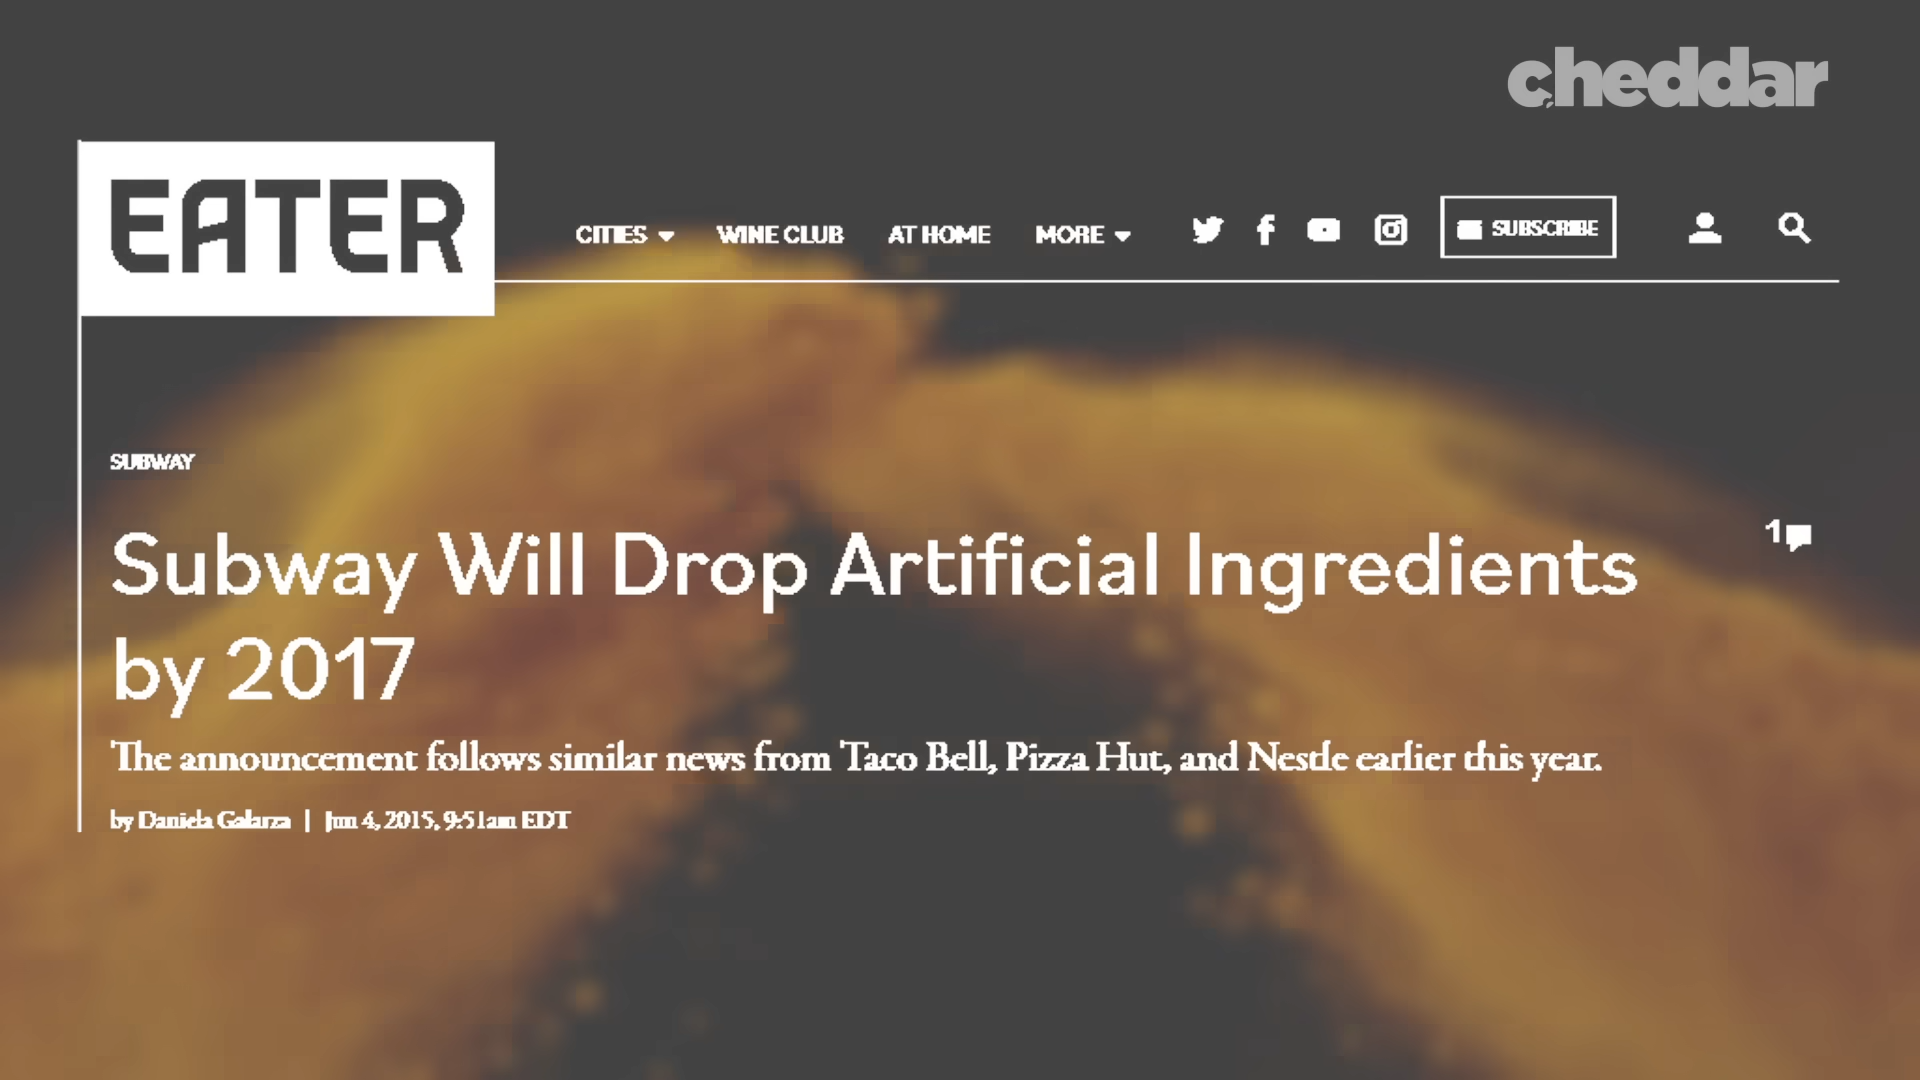 cheddar
EATER
CITIES WINE CLUB AT HOME MORE SUBSCRIBE
SUBWAY
Subway Will Drop Artificial Ingredients
1
by 2017
The announcement follows similar news from Taco Bell, Pizza Hut, and Nestle earlier this year.
by Daniela Galarza | Jun 4, 2015, 9:51am EDT